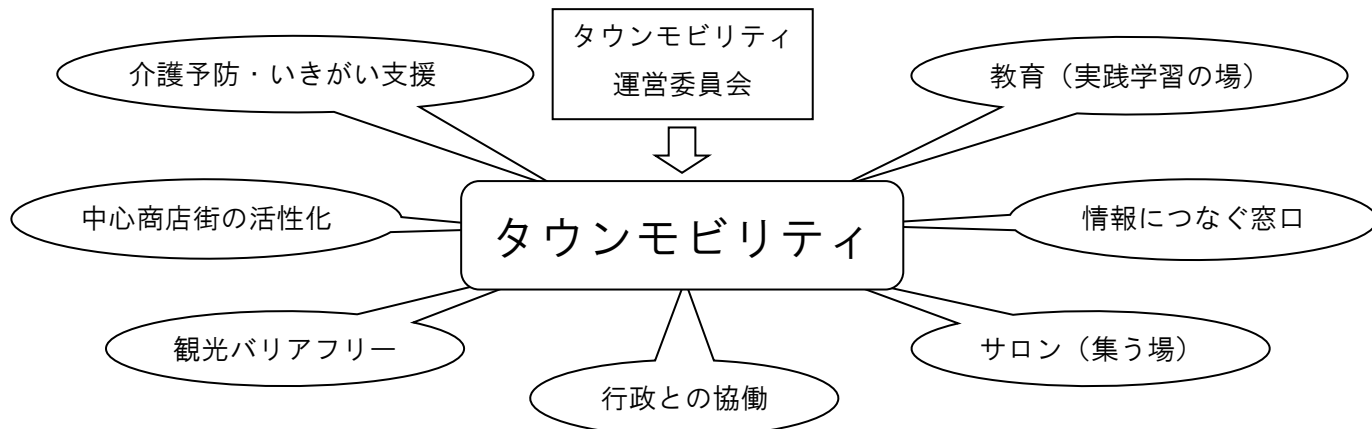 タウンモビリティ
運営委員会
介護予防・いきがい支援
教育（実践学習の場）
中心商店街の活性化
タウンモビリティ
情報につなぐ窓口
観光バリアフリー
サロン（集う場）
行政との協働